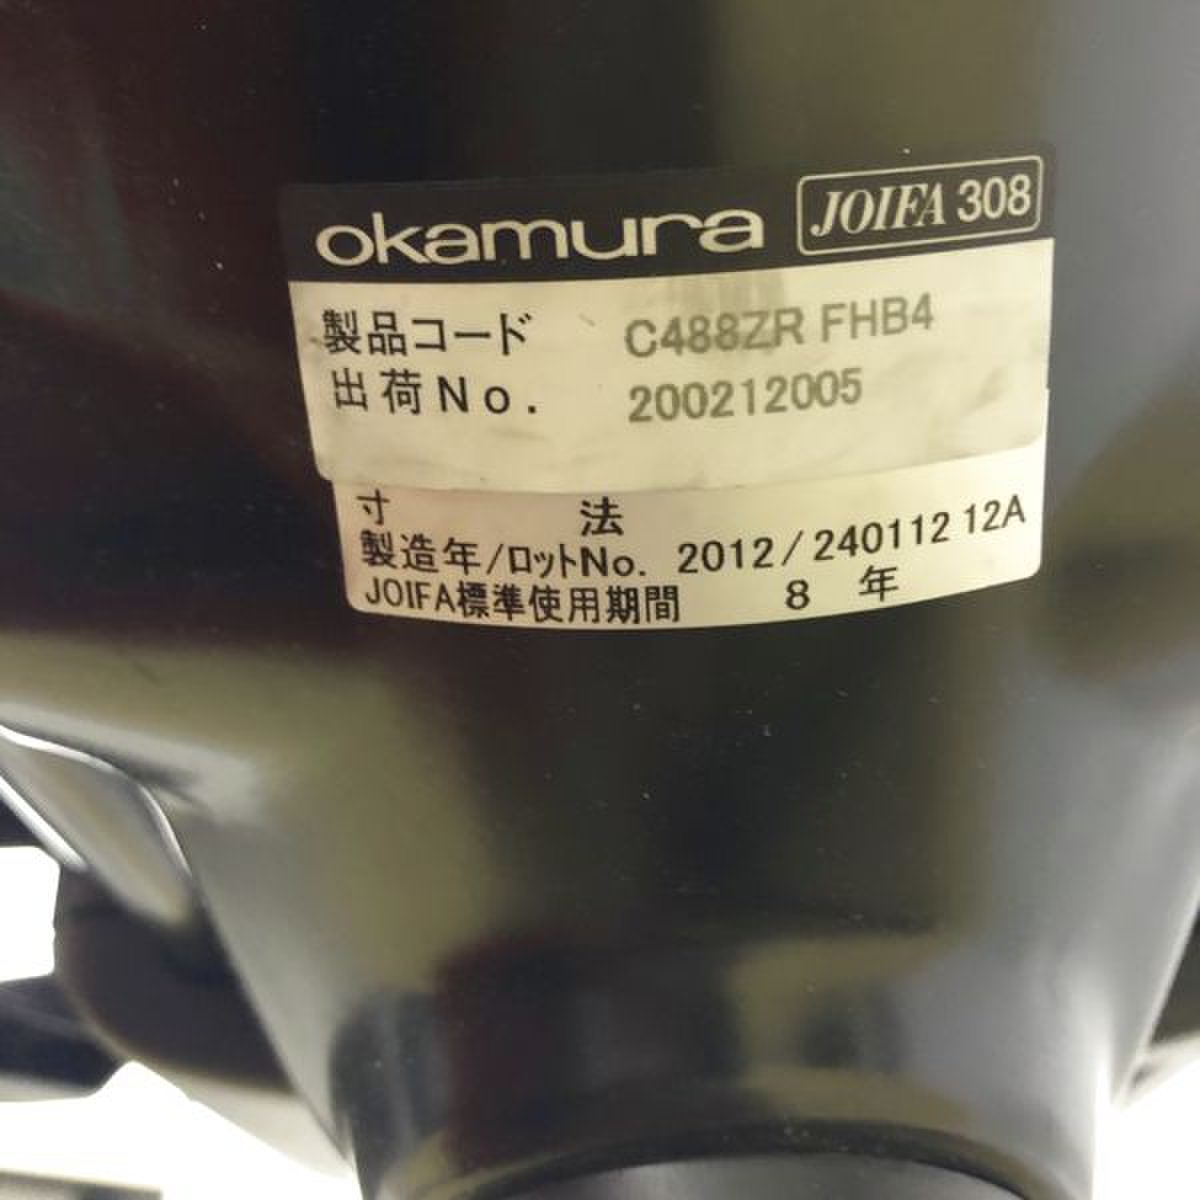 okamura JOIFA 308
製品コード C488ZR FHB4
出荷No. 200212005
寸 法
製造年/ロットNo. 2012/240112 12A
JOIFA標準使用期間 8 年